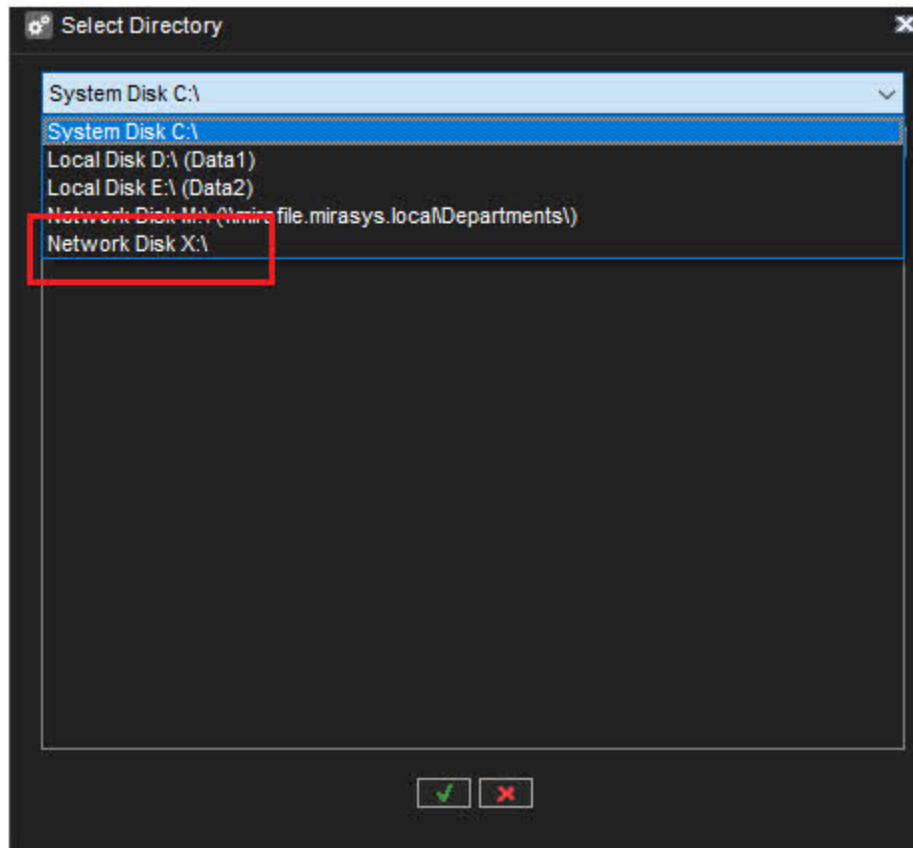 Select Directory
System Disk C:\
System Disk C:\
Local Disk D:\ (Data1)
Local Disk E:\ (Data2)
Network Disk M:\ (\\mirafile.mirasys.local\Departments\)
Network Disk X:\